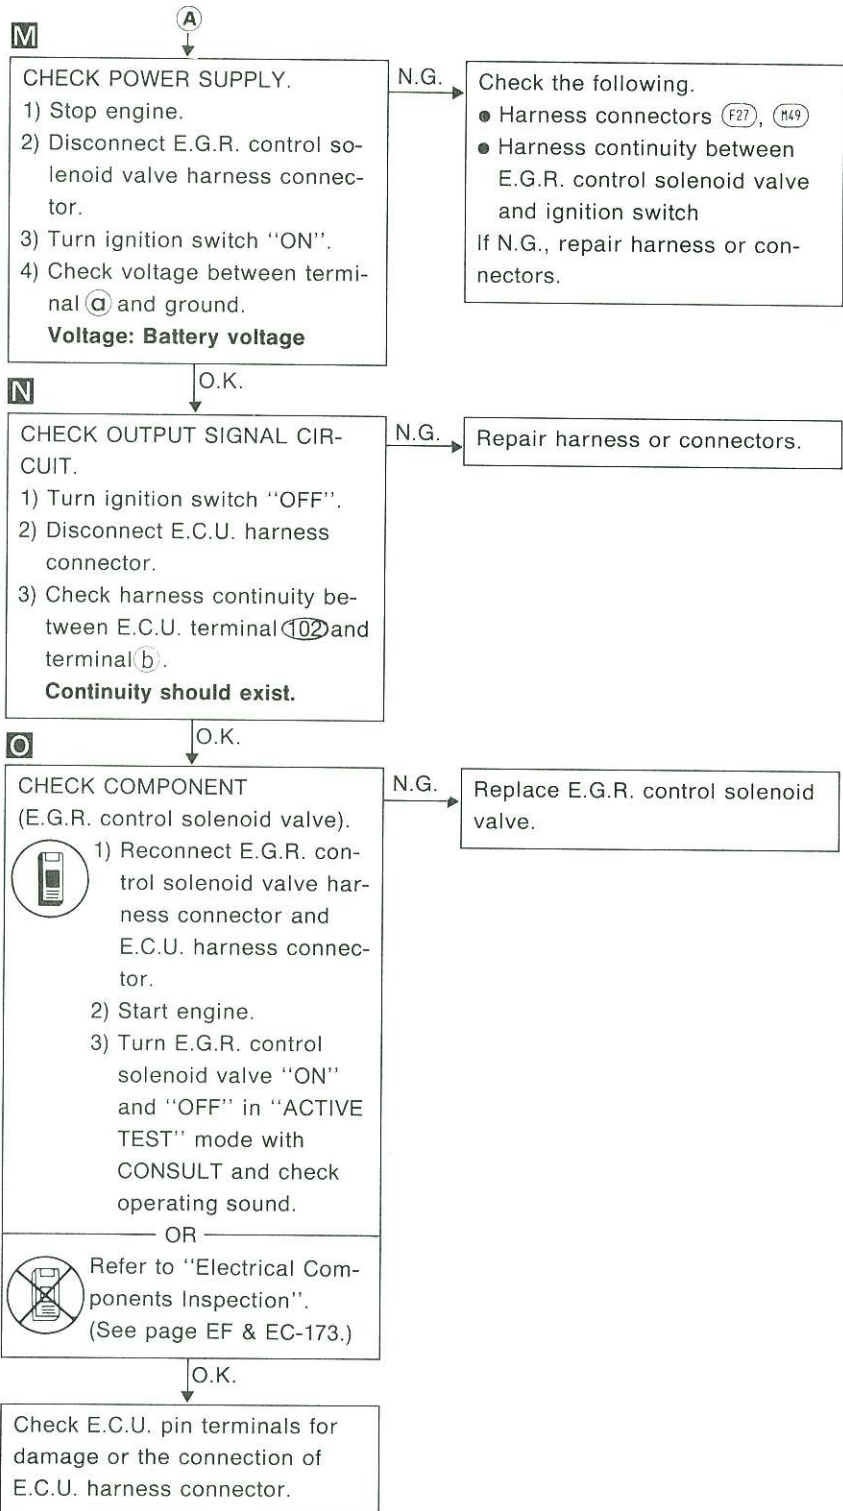 A
M
CHECK POWER SUPPLY.
1) Stop engine.
2) Disconnect E.G.R. control so-
lenoid valve harness connec-
tor.
3) Turn ignition switch "ON".
4) Check voltage between termi-
nal a and ground.
Voltage: Battery voltage
N.G.
Check the following.
● Harness connectors F27, M49
● Harness continuity between
E.G.R. control solenoid valve
and ignition switch
If N.G., repair harness or con-
nectors.
O.K.
N
CHECK OUTPUT SIGNAL CIR-
CUIT.
1) Turn ignition switch "OFF".
2) Disconnect E.C.U. harness
connector.
3) Check harness continuity be-
tween E.C.U. terminal 102 and
terminal b.
Continuity should exist.
N.G.
Repair harness or connectors.
O.K.
O
CHECK COMPONENT
(E.G.R. control solenoid valve).
1) Reconnect E.G.R. con-
trol solenoid valve har-
ness connector and
E.C.U. harness connec-
tor.
2) Start engine.
3) Turn E.G.R. control
solenoid valve "ON"
and "OFF" in "ACTIVE
TEST" mode with
CONSULT and check
operating sound.
OR
Refer to "Electrical Com-
ponents Inspection".
(See page EF & EC-173.)
N.G.
Replace E.G.R. control solenoid
valve.
O.K.
Check E.C.U. pin terminals for
damage or the connection of
E.C.U. harness connector.